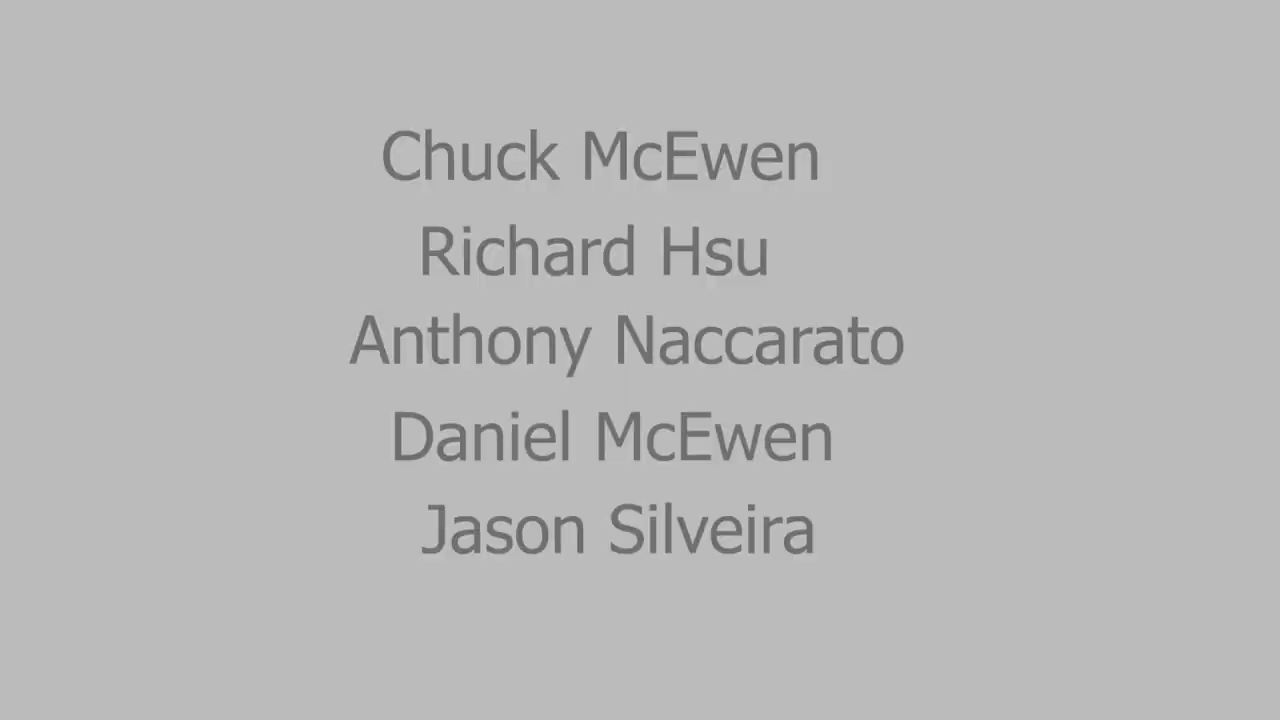 Chuck McEwen
Richard Hsu
Anthony Naccarato
Daniel McEwen
Jason Silveira